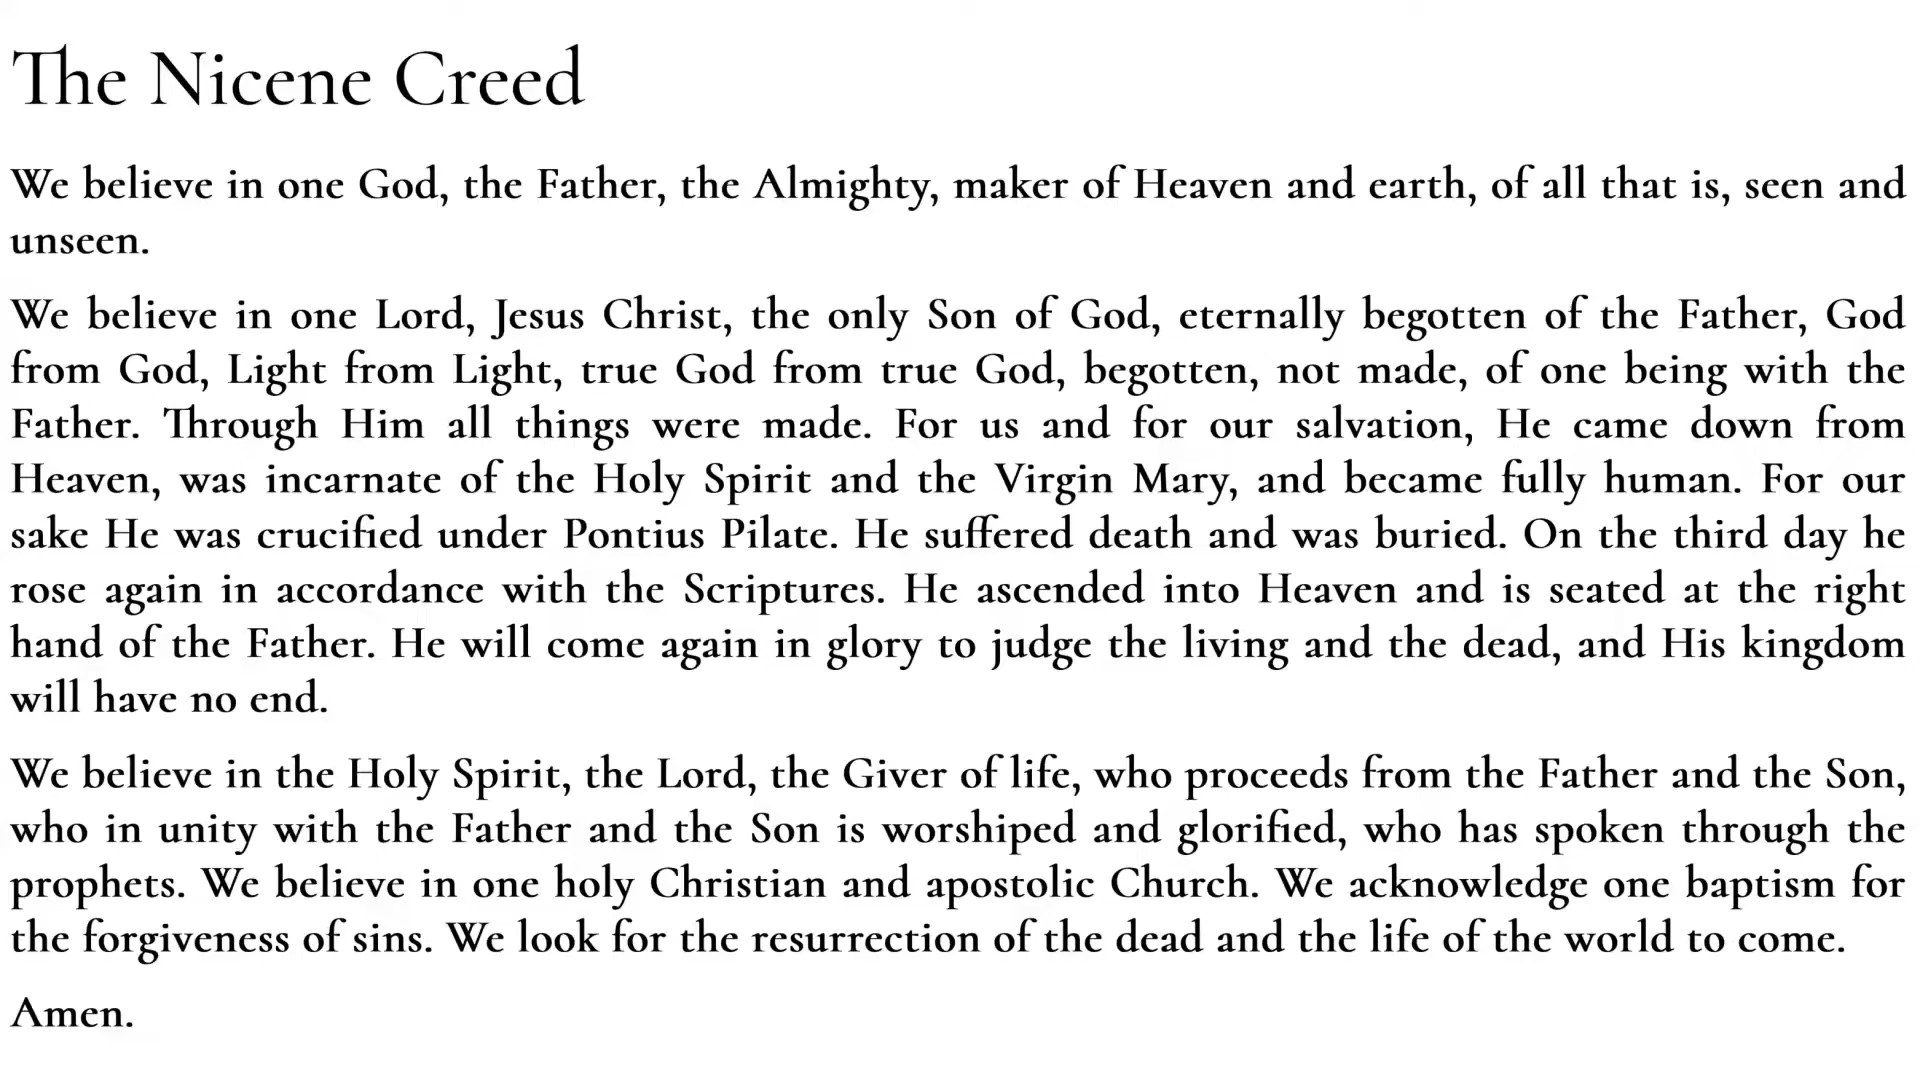 The Nicene Creed
We believe in one God, the Father, the Almighty, maker of Heaven and earth, of all that is, seen and
unseen.
We believe in one Lord, Jesus Christ, the only Son of God, eternally begotten of the Father, God
from God, Light from Light, true God from true God, begotten, not made, of one being with the
Father. Through Him all things were made. For us and for our salvation, He came down from
Heaven, was incarnate of the Holy Spirit and the Virgin Mary, and became fully human. For our
sake He was crucified under Pontius Pilate. He suffered death and was buried. On the third day he
rose again in accordance with the Scriptures. He ascended into Heaven and is seated at the right
hand of the Father. He will come again in glory to judge the living and the dead, and His kingdom
will have no end.
We believe in the Holy Spirit, the Lord, the Giver of life, who proceeds from the Father and the Son,
who in unity with the Father and the Son is worshiped and glorified, who has spoken through the
prophets. We believe in one holy Christian and apostolic Church. We acknowledge one baptism for
the forgiveness of sins. We look for the resurrection of the dead and the life of the world to come.
Amen.